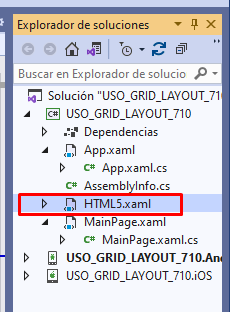 Explorador de soluciones
Buscar en Explorador de solucio
Solución "USO_GRID_LAYOUT_710
C# USO_GRID_LAYOUT_710
Dependencias
App.xaml
C# App.xaml.cs
C# AssemblyInfo.cs
HTML5.xaml
MainPage.xaml
C# MainPage.xaml.cs
USO_GRID_LAYOUT_710.And
USO_GRID_LAYOUT_710.iOS